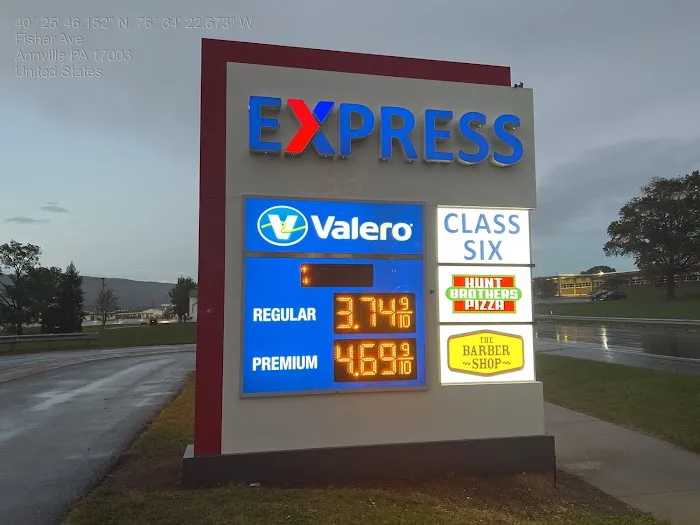 40° 25' 46.152" N, 76° 34' 22.673" W
Fisher Ave
Annville PA 17003
United States
EXPRESS
Valero
REGULAR 3.74 9/10
PREMIUM 4.69 9/10
CLASS
SIX
HUNT
BROTHERS
PIZZA
THE
BARBER
SHOP